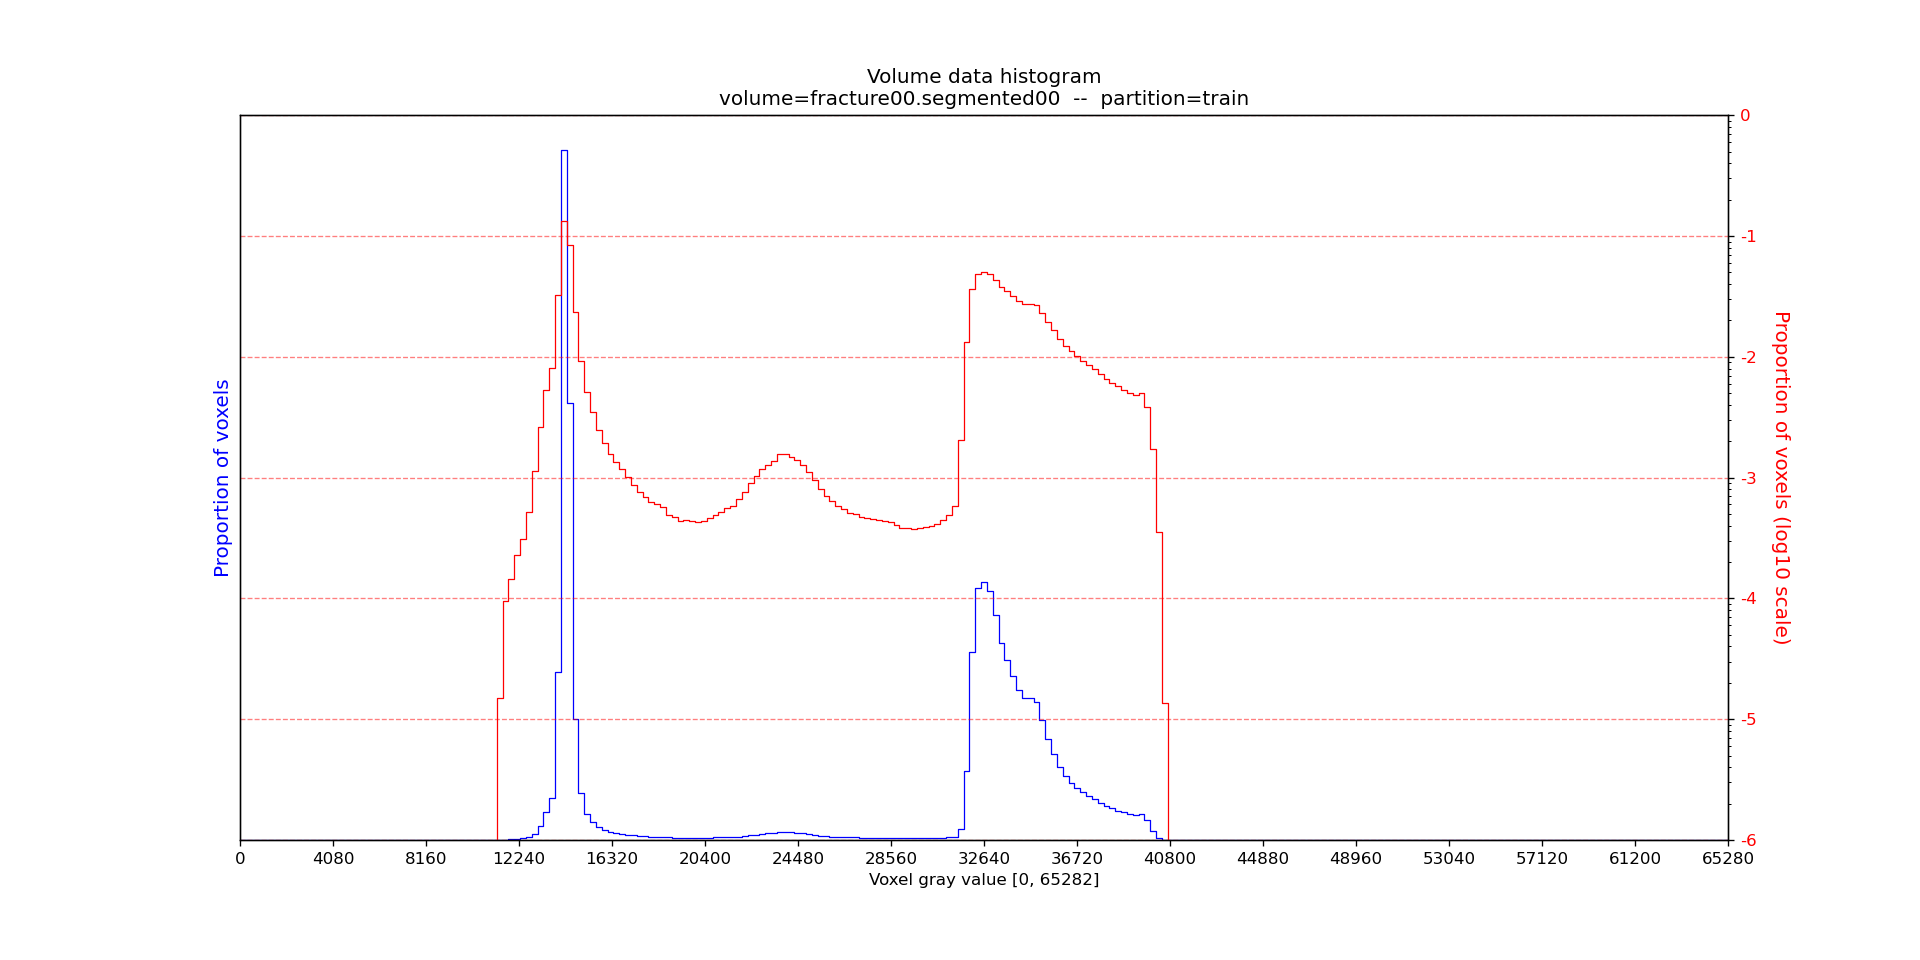 Volume data histogram
volume=fracture00.segmented00  --  partition=train
Proportion of voxels
0
-1
-2
-3
-4
-5
-6
Proportion of voxels (log10 scale)
0 4080 8160 12240 16320 20400 24480 28560 32640 36720 40800 44880 48960 53040 57120 61200 65280
Voxel gray value [0, 65282]